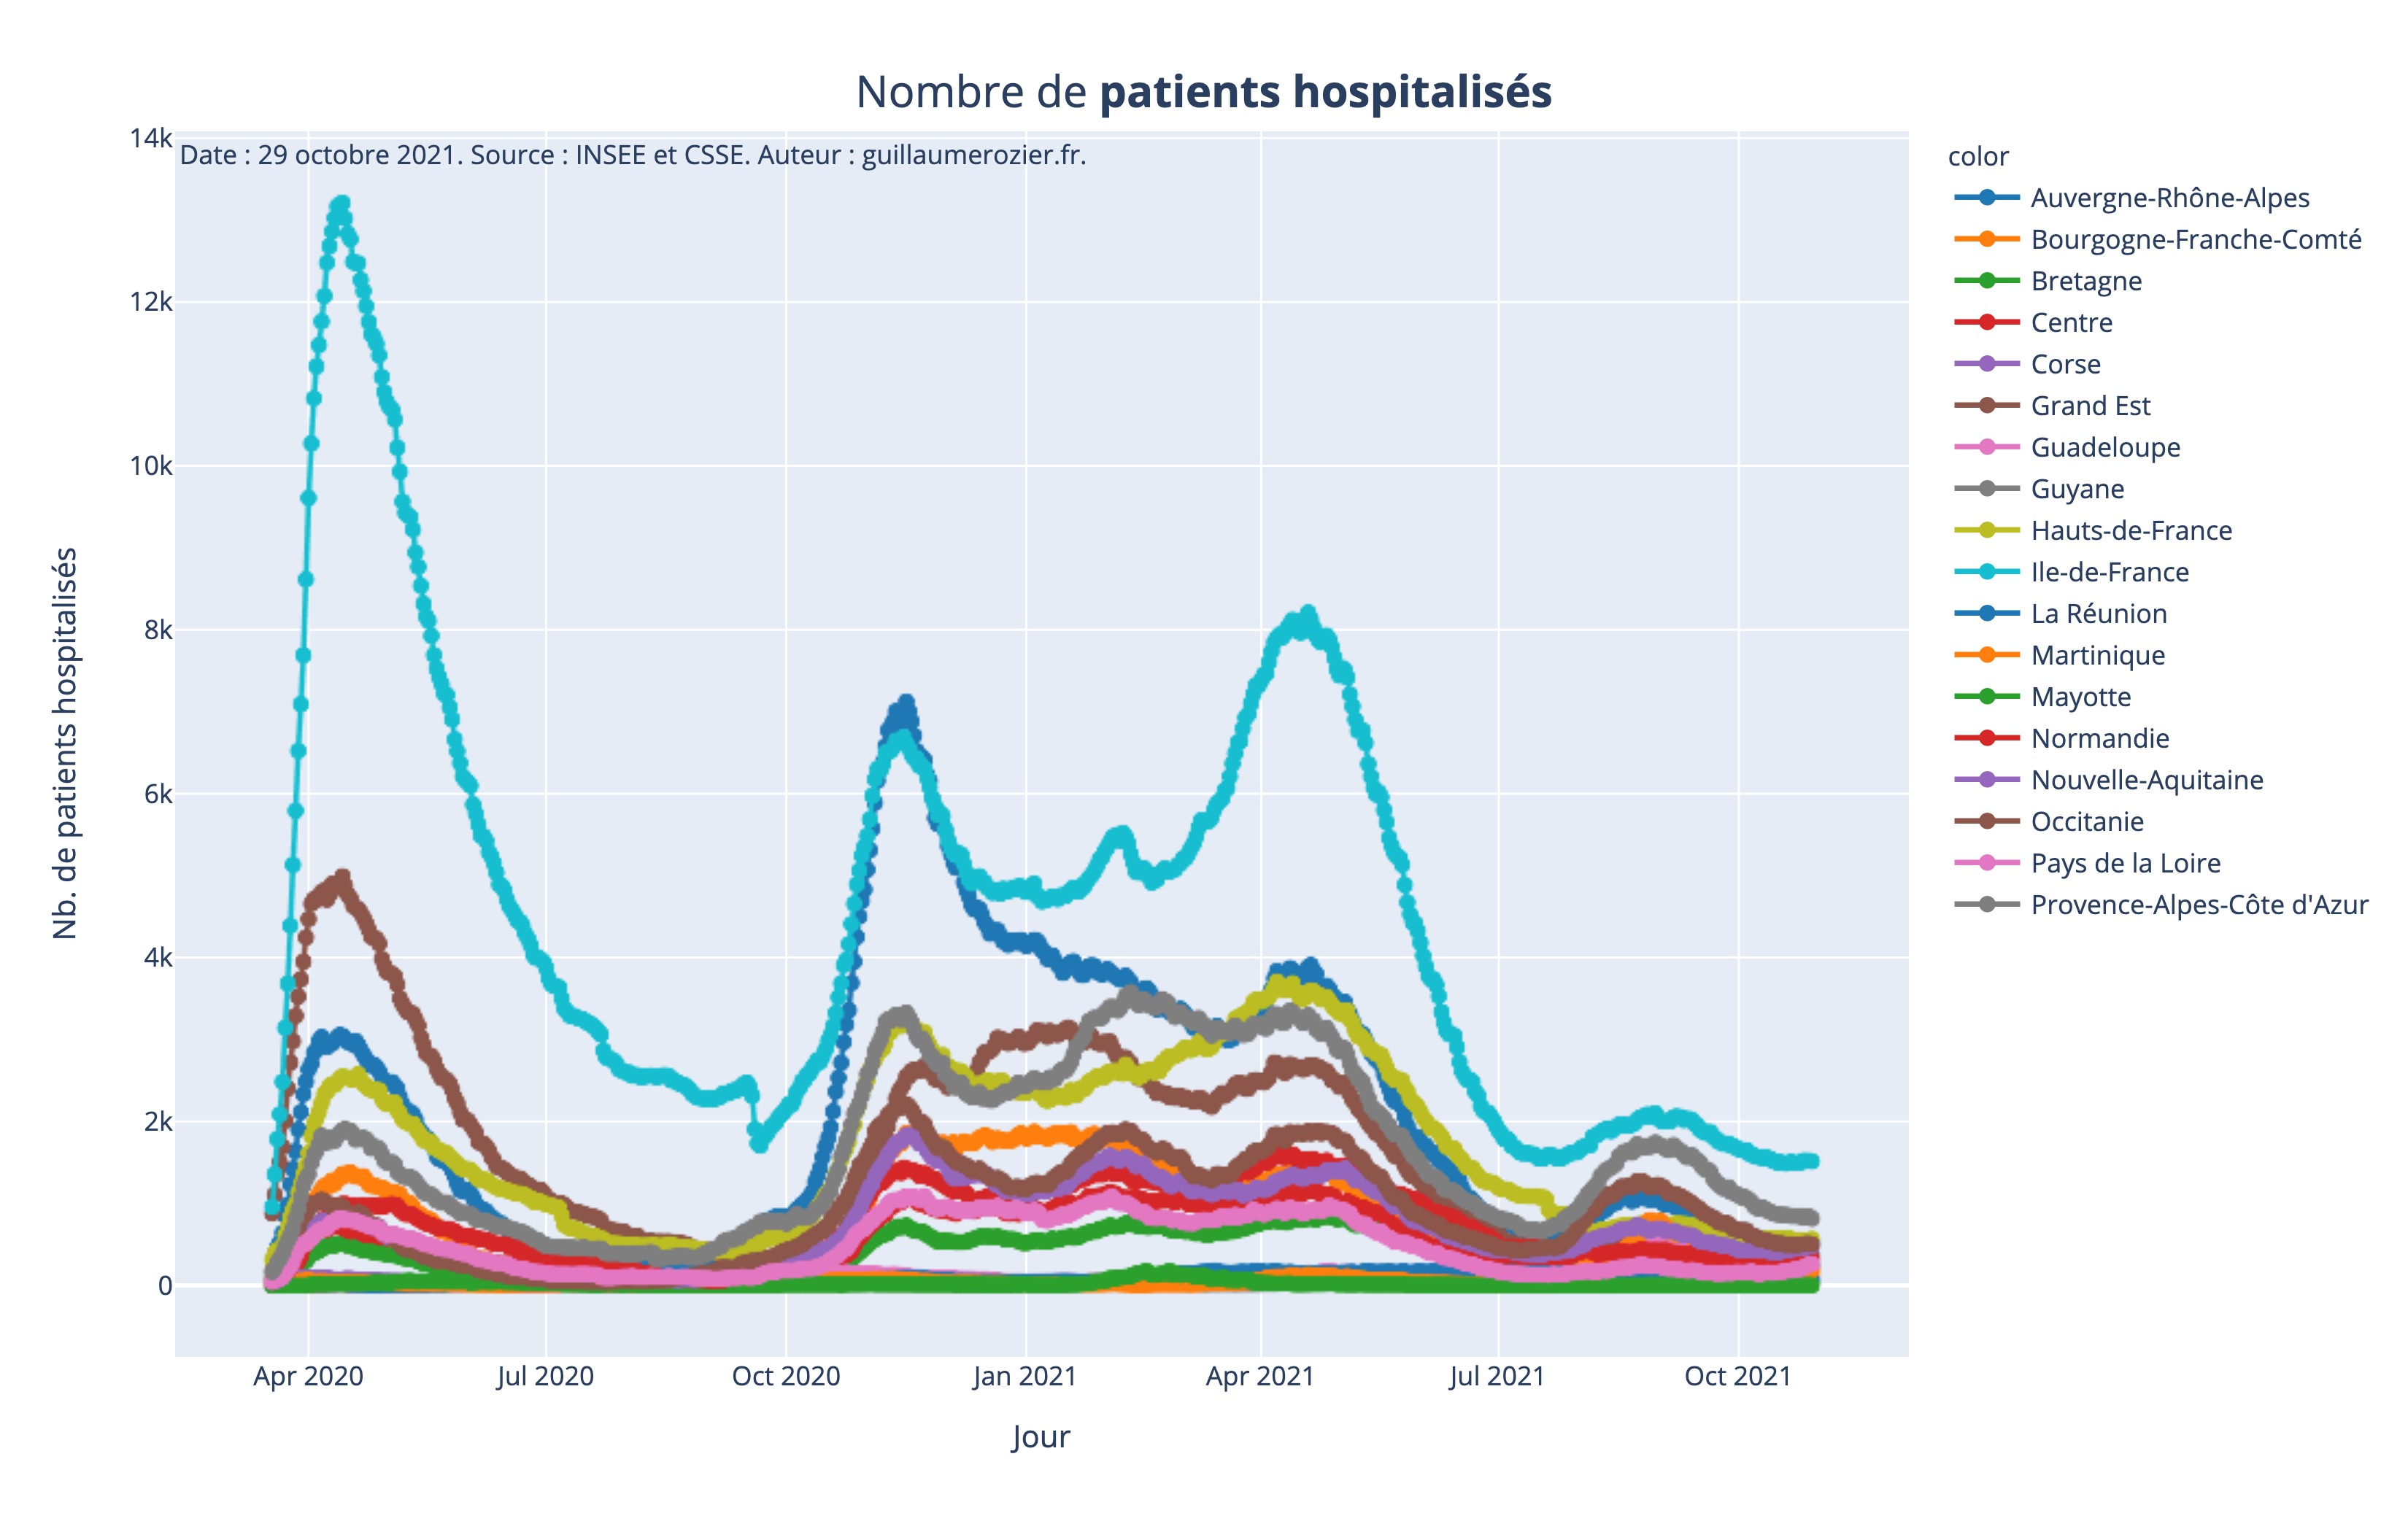 Nombre de patients hospitalisés
Date : 29 octobre 2021. Source : INSEE et CSSE. Auteur : guillaumerozier.fr.
Nb. de patients hospitalisés
14k
12k
10k
8k
6k
4k
2k
0
Apr 2020
Jul 2020
Oct 2020
Jan 2021
Apr 2021
Jul 2021
Oct 2021
Jour
color
Auvergne-Rhône-Alpes
Bourgogne-Franche-Comté
Bretagne
Centre
Corse
Grand Est
Guadeloupe
Guyane
Hauts-de-France
Ile-de-France
La Réunion
Martinique
Mayotte
Normandie
Nouvelle-Aquitaine
Occitanie
Pays de la Loire
Provence-Alpes-Côte d'Azur